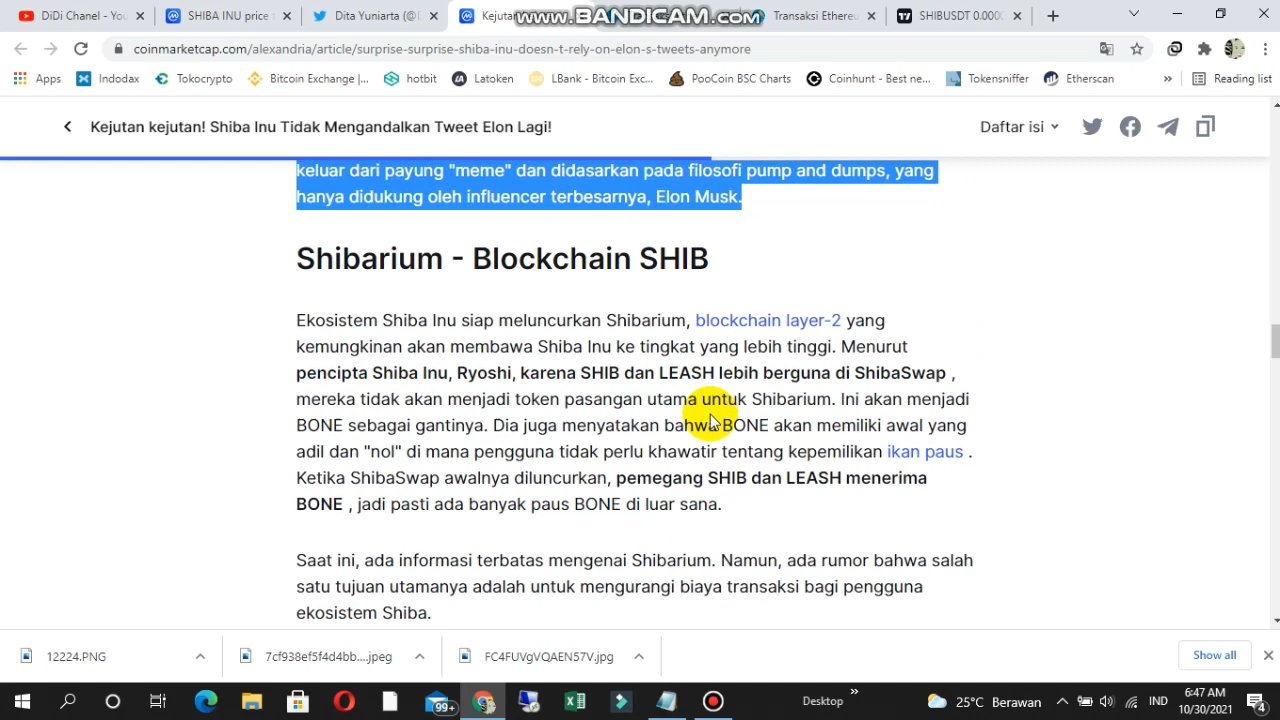 DiDi Chanel - You
SHIBA INU price
Dita Yuniarta (@D
Kejutan
www.BANDICAM.com
Transaksi Ethereu
SHIBUSDT 0.0000
coinmarketcap.com/alexandria/article/surprise-surprise-shiba-inu-doesn-t-rely-on-elon-s-tweets-anymore
Apps
Indodax
Tokocrypto
Bitcoin Exchange |...
hotbit
Latoken
LBank - Bitcoin Exc...
PooCoin BSC Charts
Coinhunt - Best ne...
Tokensniffer
Etherscan
»
Reading list
Kejutan kejutan! Shiba Inu Tidak Mengandalkan Tweet Elon Lagi!
Daftar isi
keluar dari payung "meme" dan didasarkan pada filosofi pump and dumps, yang
hanya didukung oleh influencer terbesarnya, Elon Musk.
Shibarium - Blockchain SHIB
Ekosistem Shiba Inu siap meluncurkan Shibarium, blockchain layer-2 yang
kemungkinan akan membawa Shiba Inu ke tingkat yang lebih tinggi. Menurut
pencipta Shiba Inu, Ryoshi, karena SHIB dan LEASH lebih berguna di ShibaSwap ,
mereka tidak akan menjadi token pasangan utama untuk Shibarium. Ini akan menjadi
BONE sebagai gantinya. Dia juga menyatakan bahwa BONE akan memiliki awal yang
adil dan "nol" di mana pengguna tidak perlu khawatir tentang kepemilikan ikan paus .
Ketika ShibaSwap awalnya diluncurkan, pemegang SHIB dan LEASH menerima
BONE , jadi pasti ada banyak paus BONE di luar sana.
Saat ini, ada informasi terbatas mengenai Shibarium. Namun, ada rumor bahwa salah
satu tujuan utamanya adalah untuk mengurangi biaya transaksi bagi pengguna
ekosistem Shiba.
12224.PNG
7cf938ef5f4d4bb....jpeg
FC4FUVgVQAEN57V.jpg
Show all
99+
Desktop
»
25°C Berawan
IND
6:47 AM
10/30/2021
4